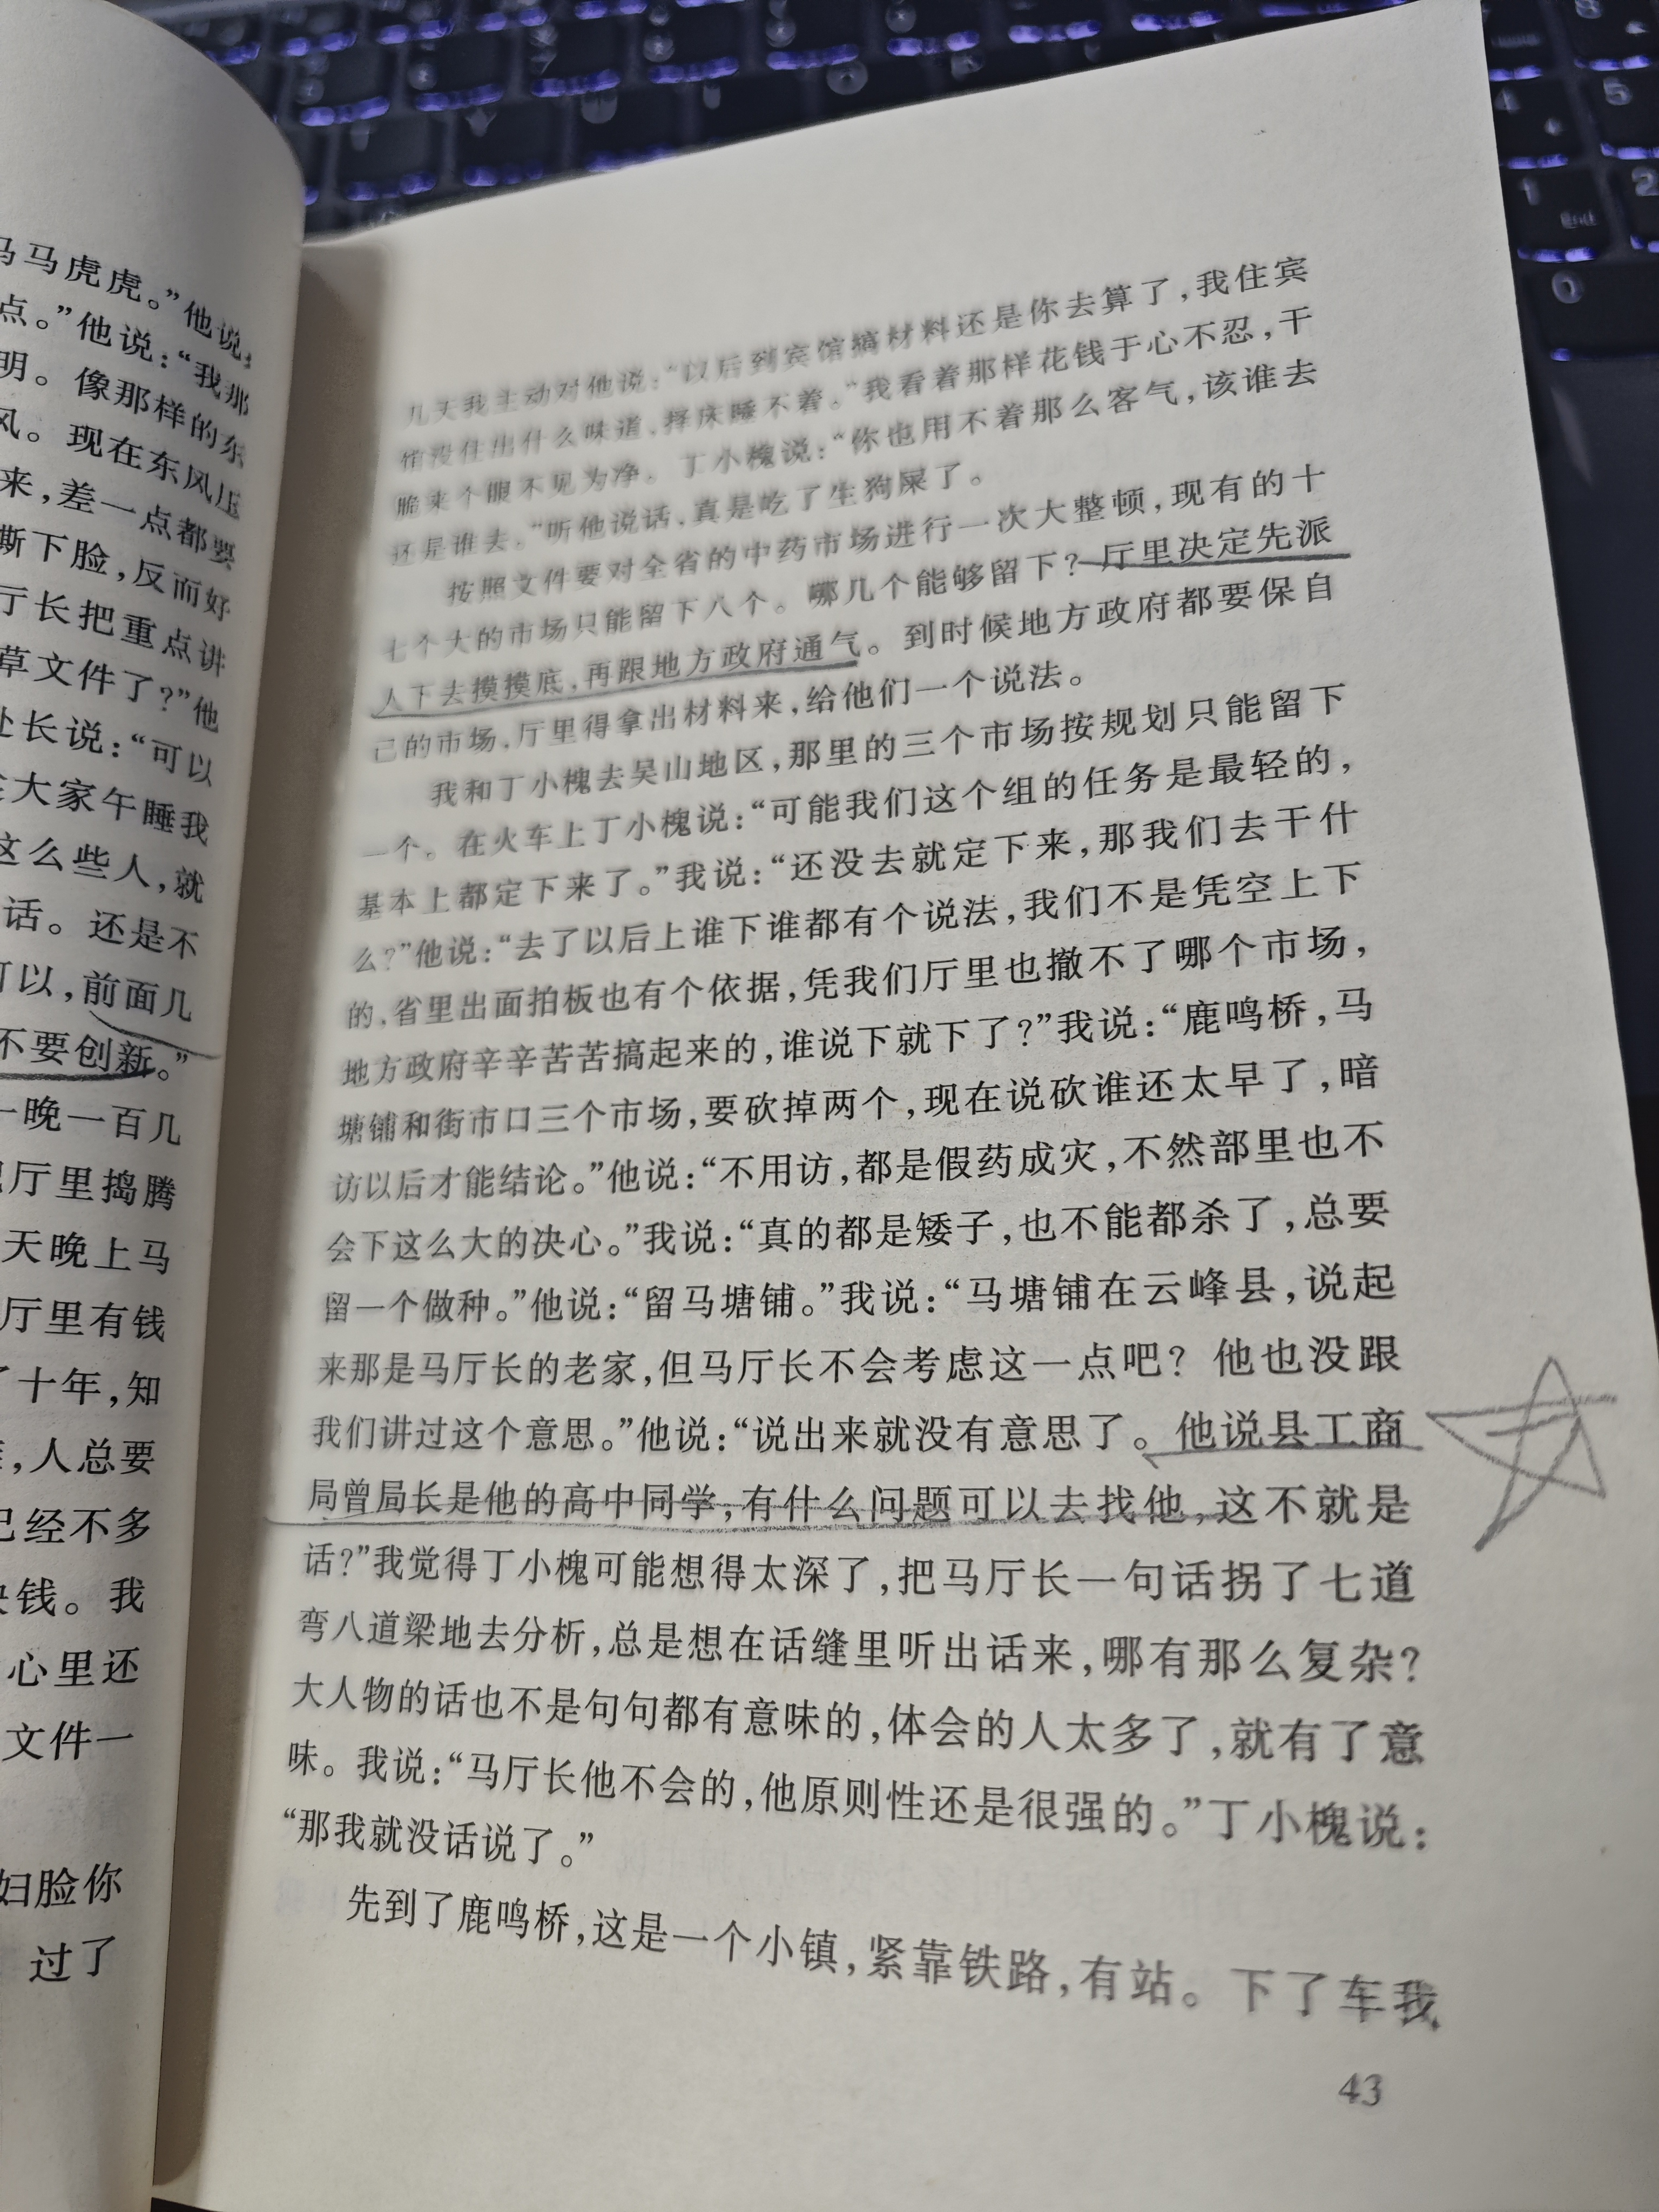 马马虎虎。”他说:
点。”他说:“我那
明。像那样的东
风。现在东风压
来,差一点都要
撕下脸,反而好
厅长把重点讲
草文件了?”他
处长说:“可以
大家午睡我
这么些人,就
话。还是不
可以,前面几
不要创新。”
一晚一百几
厅里捣腾
天晚上马
厅里有钱
了十年,知
,人总要
已经不多
块钱。我
心里还
文件一
妇脸你
过了
几天我主动对他说:“以后到宾馆搞材料还是你去算了,我住宾
馆没住出什么味道,择床睡不着。”我看着那样花钱于心不忍,干
脆来个眼不见为净。丁小槐说:“你也用不着那么客气,该谁去
还是谁去。”听他说话,真是吃了生狗屎了。
按照文件要对全省的中药市场进行一次大整顿,现有的十
七个大的市场只能留下八个。哪几个能够留下?厅里决定先派
人下去摸摸底,再跟地方政府通气。到时候地方政府都要保自
己的市场,厅里得拿出材料来,给他们一个说法。
我和丁小槐去吴山地区,那里的三个市场按规划只能留下
一个。在火车上丁小槐说:“可能我们这个组的任务是最轻的,
基本上都定下来了。”我说:“还没去就定下来,那我们去干什
么?”他说:“去了以后上谁下谁都有个说法,我们不是凭空上下
的,省里出面拍板也有个依据,凭我们厅里也撤不了哪个市场,
地方政府辛辛苦苦搞起来的,谁说下就下了?”我说:“鹿鸣桥,马
塘铺和街市口三个市场,要砍掉两个,现在说砍谁还太早了,暗
访以后才能结论。”他说:“不用访,都是假药成灾,不然部里也不
会下这么大的决心。”我说:“真的都是矮子,也不能都杀了,总要
留一个做种。”他说:“留马塘铺。”我说:“马塘铺在云峰县,说起
来那是马厅长的老家,但马厅长不会考虑这一点吧?他也没跟
我们讲过这个意思。”他说:“说出来就没有意思了。他说县工商
局曾局长是他的高中同学,有什么问题可以去找他,这不就是
话?”我觉得丁小槐可能想得太深了,把马厅长一句话拐了七道
弯八道梁地去分析,总是想在话缝里听出话来,哪有那么复杂?
大人物的话也不是句句都有意味的,体会的人太多了,就有了意
味。我说:“马厅长他不会的,他原则性还是很强的。”丁小槐说:
“那我就没话说了。”
先到了鹿鸣桥,这是一个小镇,紧靠铁路,有站。下了车我
43